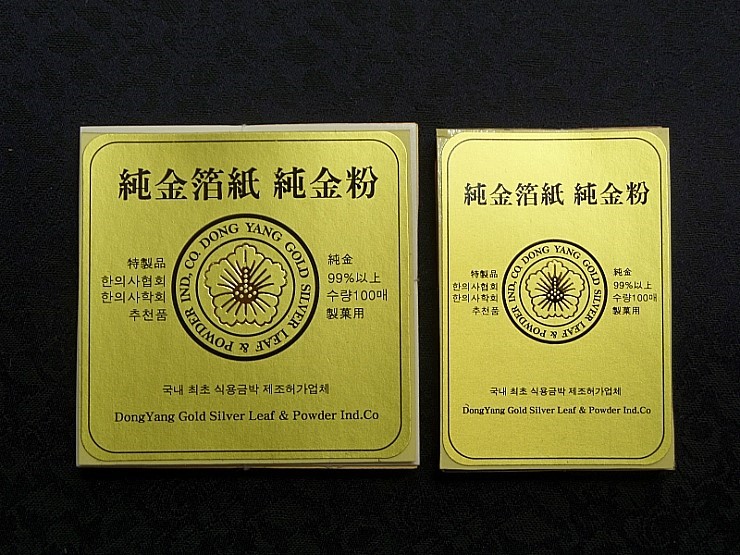 純金箔紙 純金粉
特製品
한의사협회
한의사학회
추천품
IND. CO. DONG YANG GOLD SILVER LEAF & POWDER
純金
99%以上
수량100매
製菓用
국내 최초 식용금박 제조허가업체
DongYang Gold Silver Leaf & Powder Ind.Co
純金箔紙 純金粉
特製品
한의사협회
한의사학회
추천품
IND. CO. DONG YANG GOLD SILVER LEAF & POWDER
純金
99%以上
수량100매
製菓用
국내 최초 식용금박 제조허가업체
DongYang Gold Silver Leaf & Powder Ind.Co